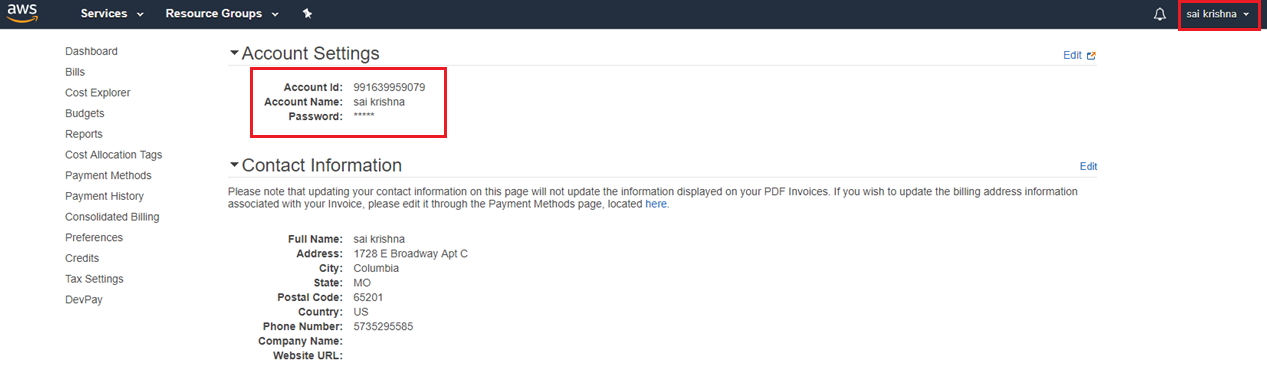 aws Services Resource Groups sai krishna
Dashboard
Bills
Cost Explorer
Budgets
Reports
Cost Allocation Tags
Payment Methods
Payment History
Consolidated Billing
Preferences
Credits
Tax Settings
DevPay
Account Settings Edit
Account Id: 991639959079
Account Name: sai krishna
Password: *****
Contact Information Edit
Please note that updating your contact information on this page will not update the information displayed on your PDF Invoices. If you wish to update the billing address information
associated with your Invoice, please edit it through the Payment Methods page, located here.
Full Name: sai krishna
Address: 1728 E Broadway Apt C
City: Columbia
State: MO
Postal Code: 65201
Country: US
Phone Number: 5735295585
Company Name:
Website URL: